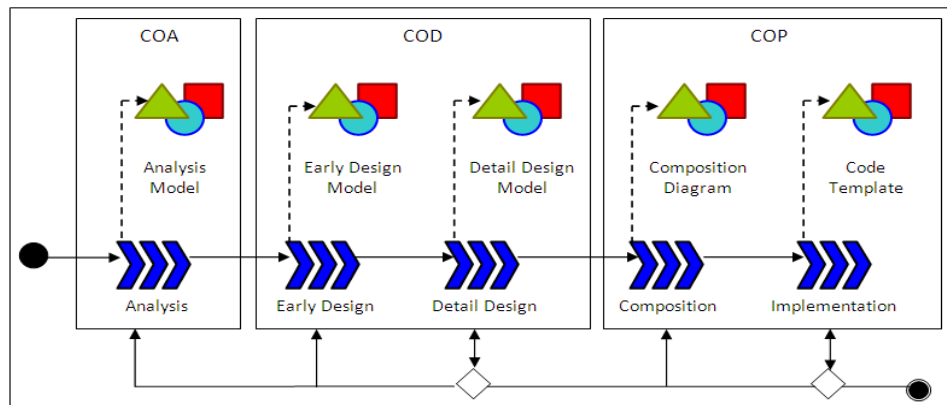 COA
COD
COP
Analysis
Model
Early Design
Model
Detail Design
Model
Composition
Diagram
Code
Template
Analysis
Early Design
Detail Design
Composition
Implementation